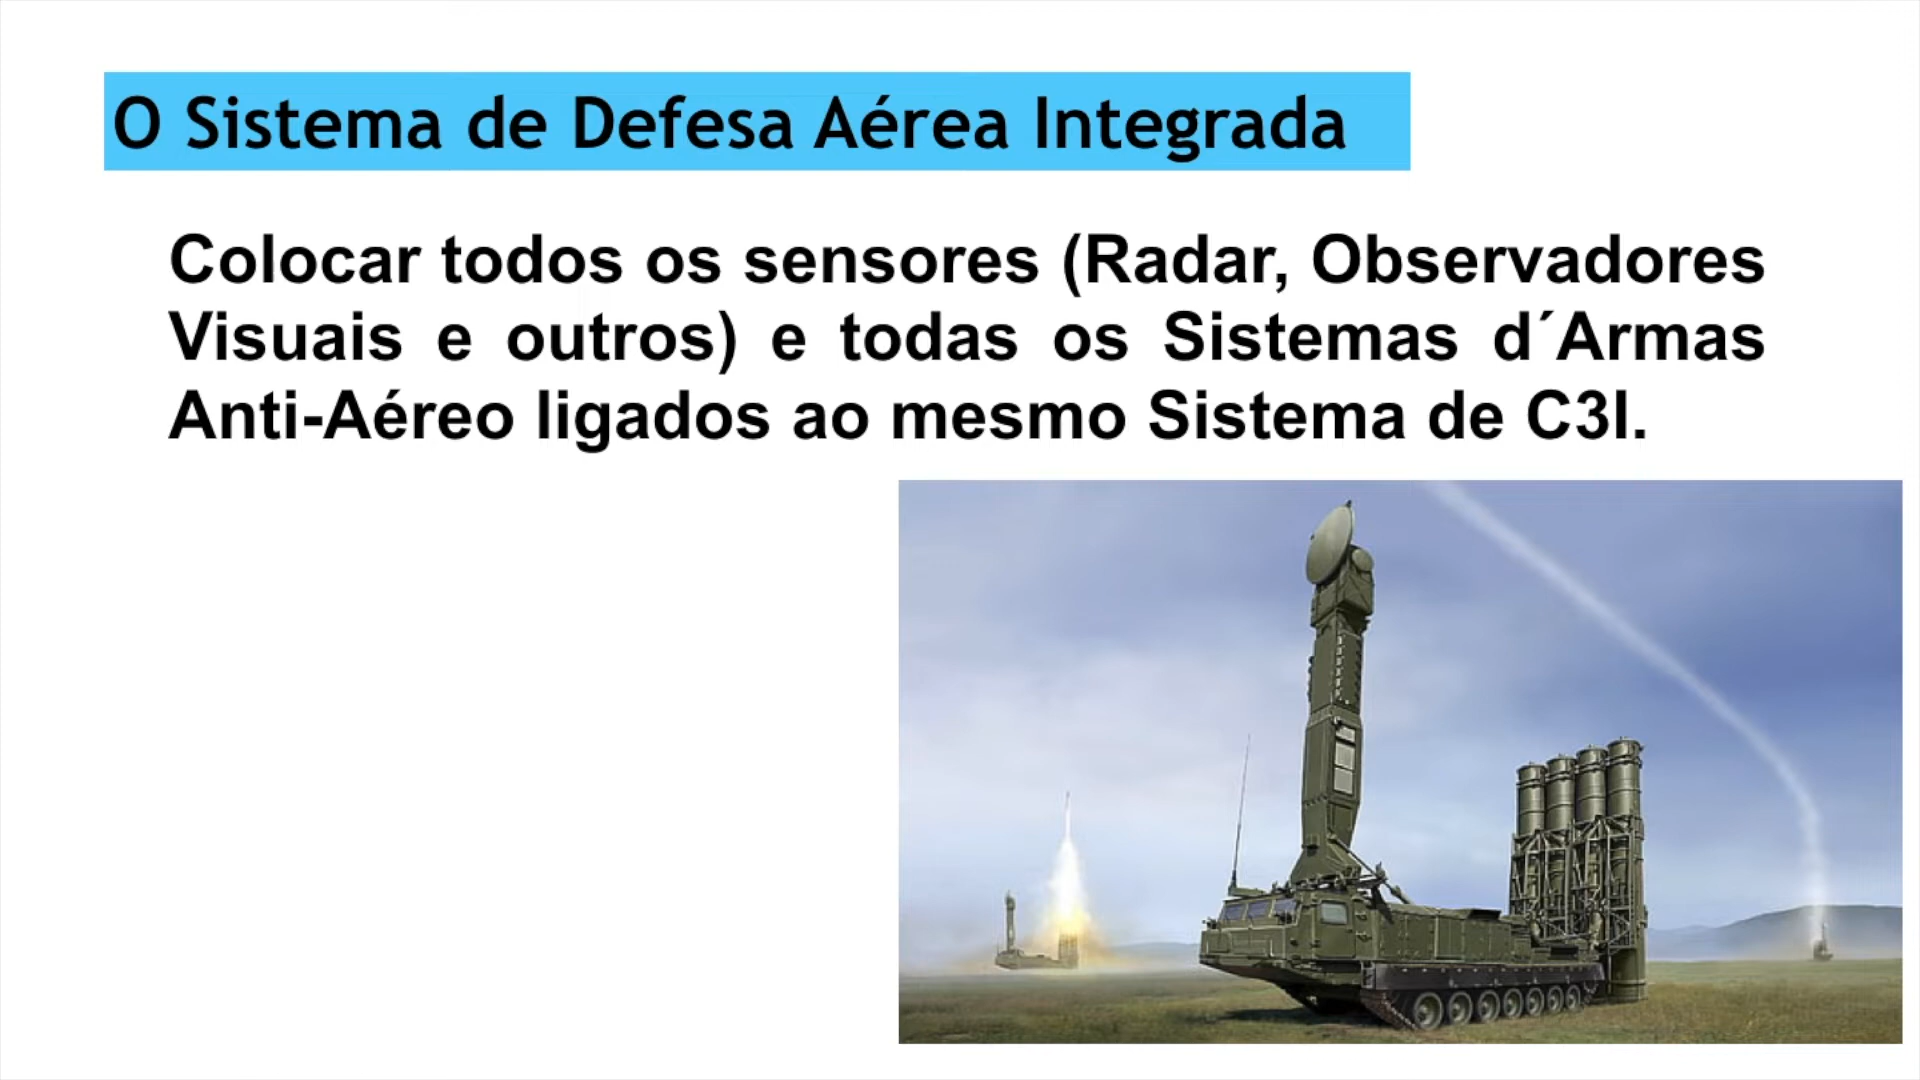 O Sistema de Defesa Aérea Integrada
Colocar todos os sensores (Radar, Observadores
Visuais e outros) e todas os Sistemas d´Armas
Anti-Aéreo ligados ao mesmo Sistema de C3I.